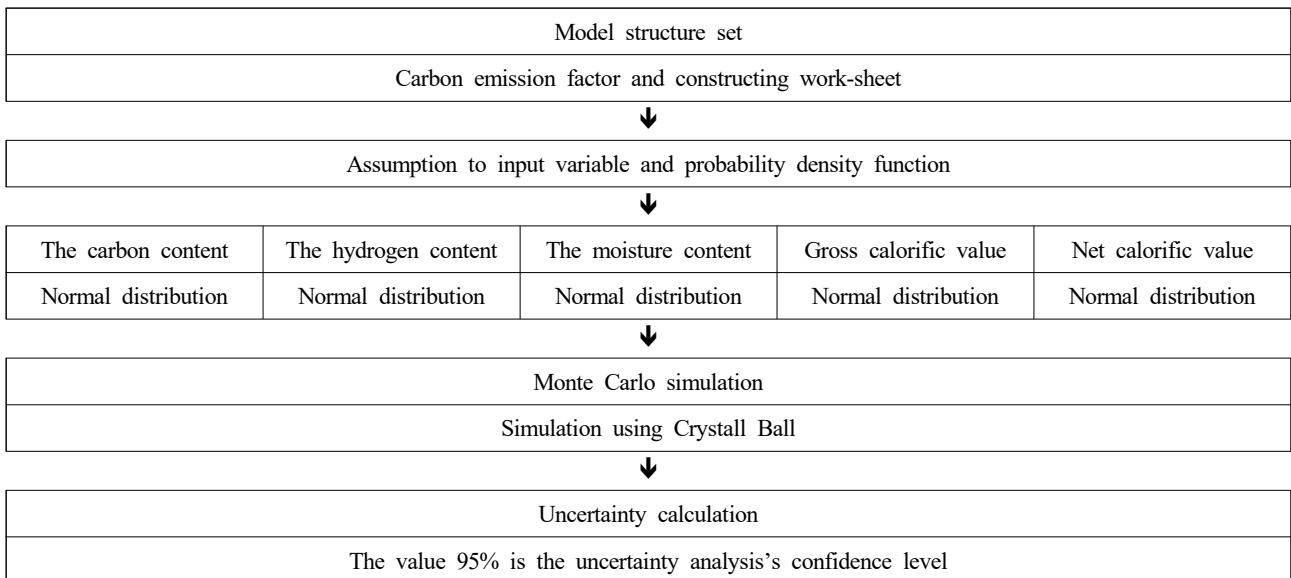 Model structure set
Carbon emission factor and constructing work-sheet
Assumption to input variable and probability density function
The carbon content The hydrogen content The moisture content Gross calorific value Net calorific value
Normal distribution Normal distribution Normal distribution Normal distribution Normal distribution
Monte Carlo simulation
Simulation using Crystall Ball
Uncertainty calculation
The value 95% is the uncertainty analysis's confidence level